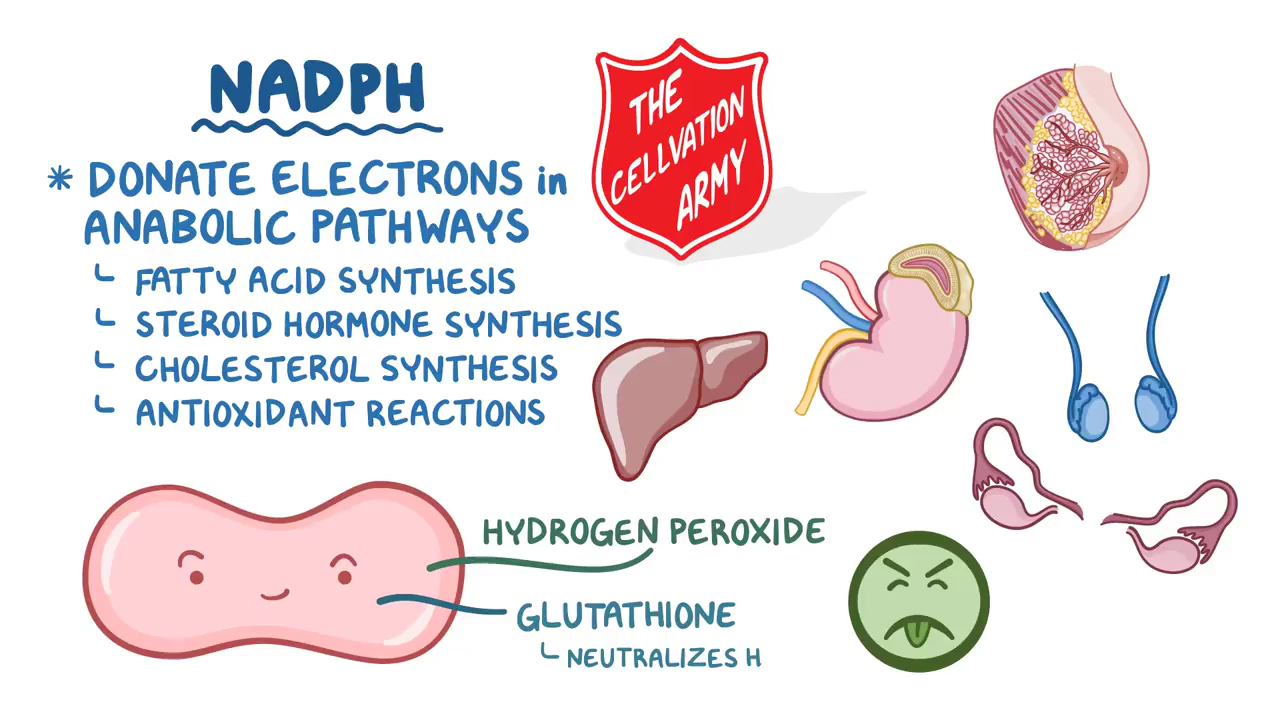 NADPH
* DONATE ELECTRONS in
ANABOLIC PATHWAYS
FATTY ACID SYNTHESIS
STEROID HORMONE SYNTHESIS
CHOLESTEROL SYNTHESIS
ANTIOXIDANT REACTIONS
THE
CELLVATION
ARMY
HYDROGEN PEROXIDE
GLUTATHIONE
NEUTRALIZES H